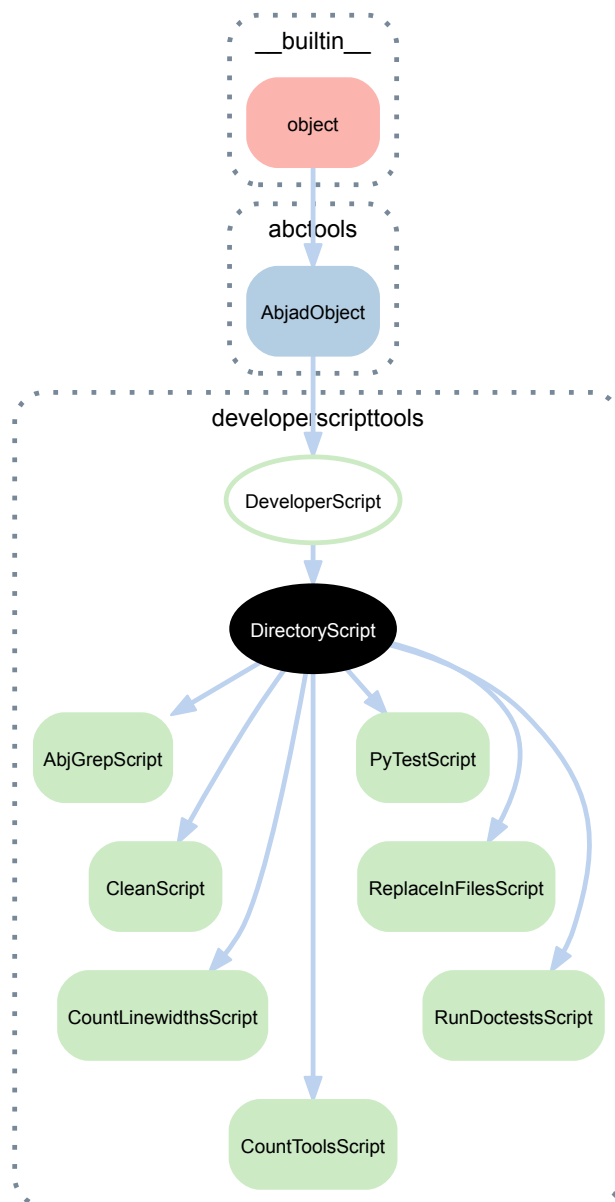 __builtin__
object
abctools
AbjadObject
developerscripttools
DeveloperScript
DirectoryScript
AbjGrepScript
PyTestScript
CleanScript
ReplaceInFilesScript
CountLinewidthsScript
RunDoctestsScript
CountToolsScript